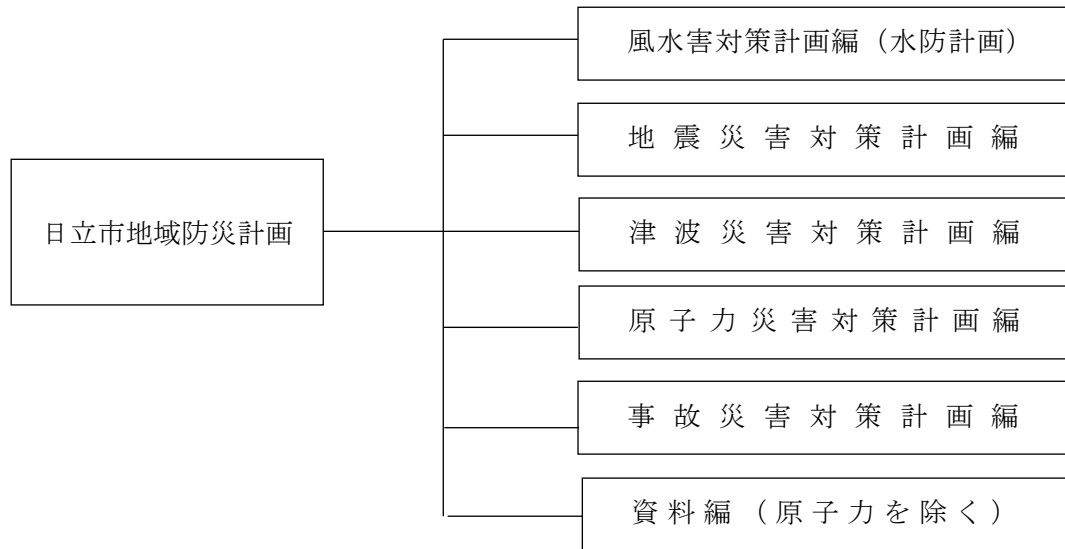 風水害対策計画編（水防計画）
地震災害対策計画編
日立市地域防災計画
津波災害対策計画編
原子力災害対策計画編
事故災害対策計画編
資料編（原子力を除く）